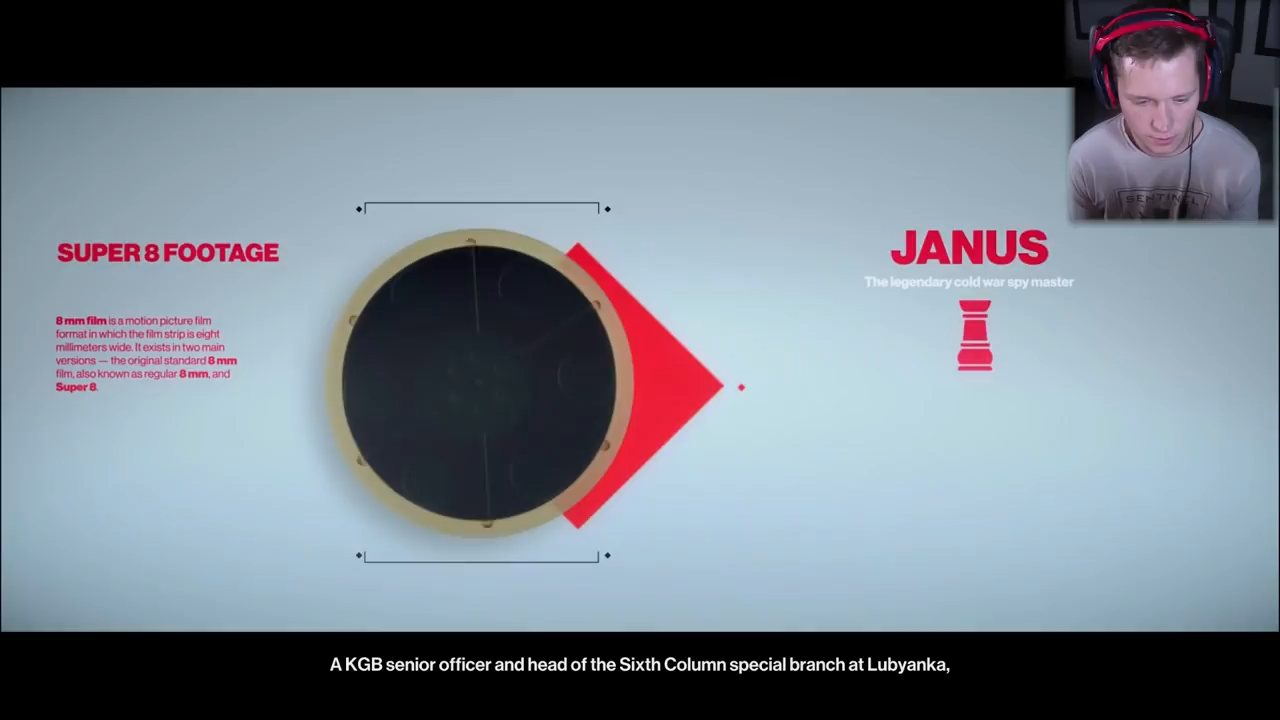 SUPER 8 FOOTAGE
8 mm film is a motion picture film
format in which the film strip is eight
millimeters wide. It exists in two main
versions — the original standard 8 mm
film, also known as regular 8 mm, and
Super 8.
JANUS
The legendary cold war spy master
SENTINEL
A KGB senior officer and head of the Sixth Column special branch at Lubyanka,